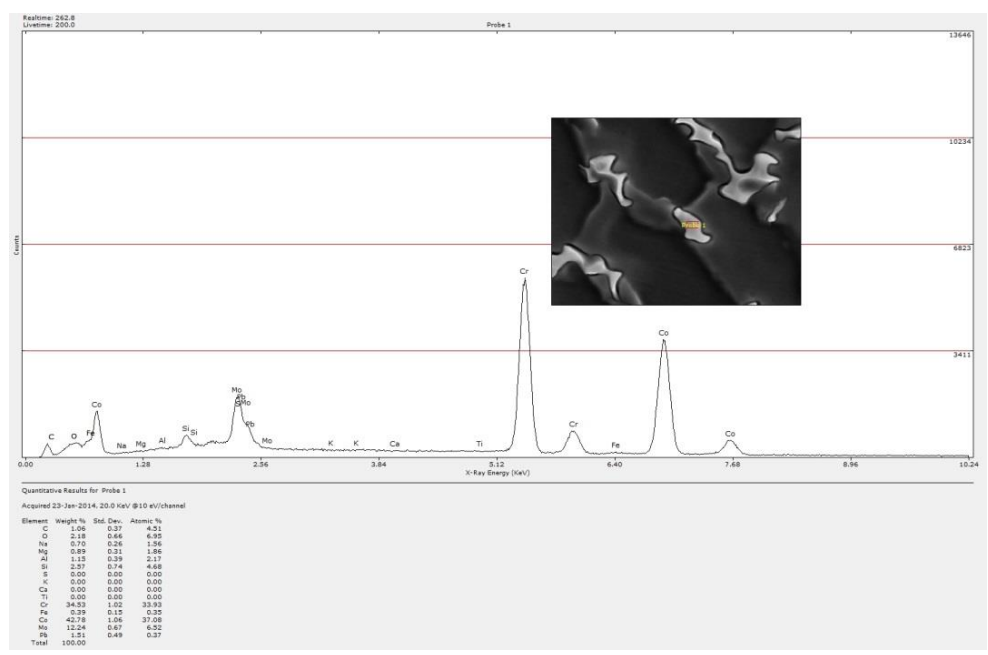 Realtime: 262.8
Livetime: 200.0
Probe 1
13646
10234
6823
3411
Counts
Cr
Co
Mo
Pb
S Mo
Pb
Co
Si
Si
C
O
Fe
Na
Mg
Al
Mo
K
K
Ca
Ti
Cr
Fe
Co
0.00 1.28 2.56 3.84 5.12 6.40 7.68 8.96 10.24
X-Ray Energy (KeV)
Quantitative Results for Probe 1
Acquired 23-Jan-2014, 20.0 KeV @10 eV/channel
Element Weight % Std. Dev. Atomic %
C 1.06 0.37 4.51
O 2.18 0.66 6.95
Na 0.70 0.26 1.56
Mg 0.89 0.31 1.86
Al 1.15 0.39 2.17
Si 2.57 0.74 4.68
S 0.00 0.00 0.00
K 0.00 0.00 0.00
Ca 0.00 0.00 0.00
Ti 0.00 0.00 0.00
Cr 34.53 1.02 33.93
Fe 0.39 0.15 0.35
Co 42.78 1.06 37.08
Mo 12.24 0.67 6.52
Pb 1.51 0.49 0.37
Total 100.00